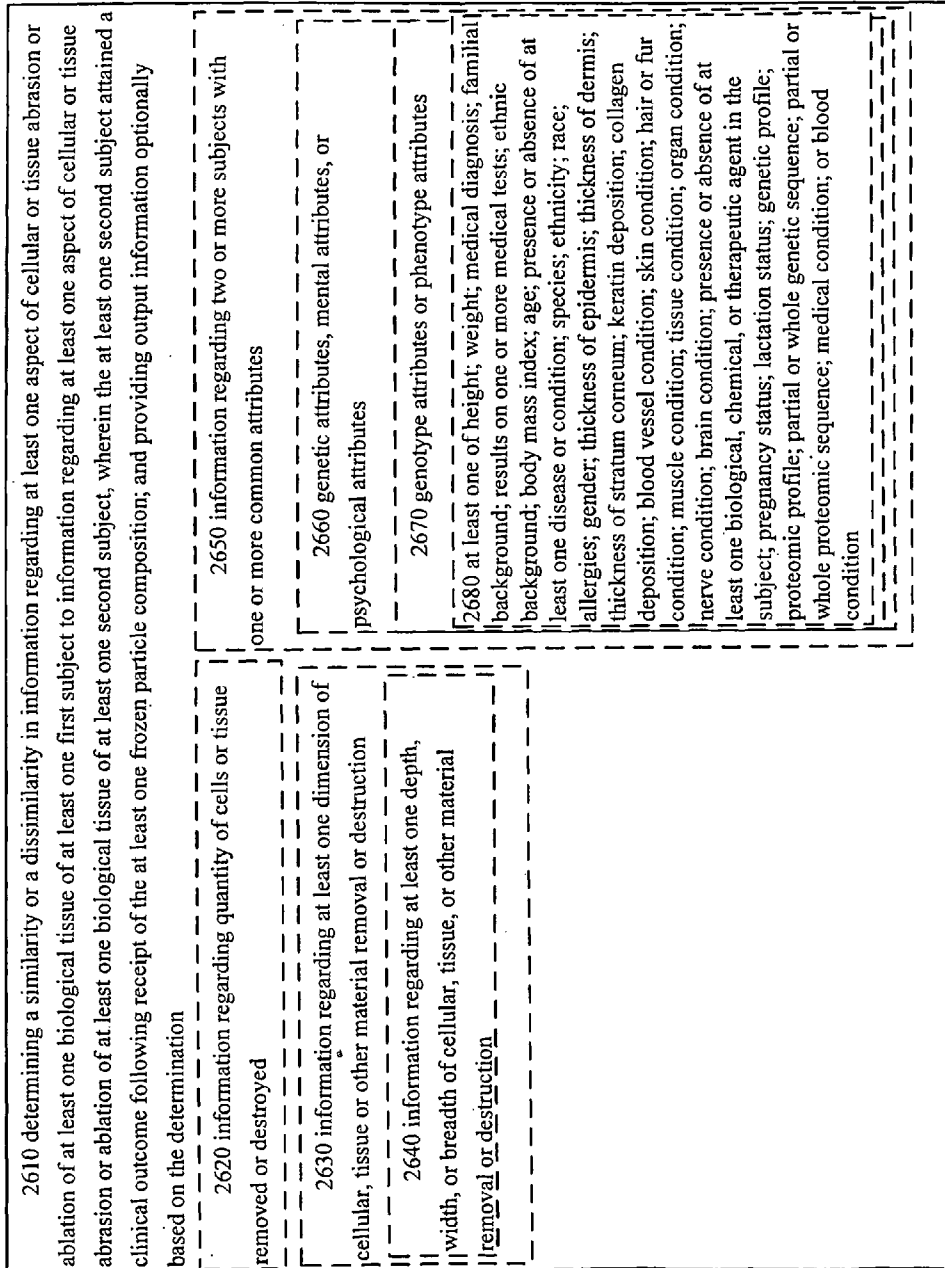 2610 determining a similarity or a dissimilarity in information regarding at least one aspect of cellular or tissue abrasion or
ablation of at least one biological tissue of at least one first subject to information regarding at least one aspect of cellular or tissue
abrasion or ablation of at least one biological tissue of at least one second subject, wherein the at least one second subject attained a
clinical outcome following receipt of the at least one frozen particle composition; and providing output information optionally
based on the determination
2620 information regarding quantity of cells or tissue
removed or destroyed
2630 information regarding at least one dimension of
cellular, tissue or other material removal or destruction
2640 information regarding at least one depth,
width, or breadth of cellular, tissue, or other material
removal or destruction
2650 information regarding two or more subjects with
one or more common attributes
2660 genetic attributes, mental attributes, or
psychological attributes
2670 genotype attributes or phenotype attributes
2680 at least one of height; weight; medical diagnosis; familial
background; results on one or more medical tests; ethnic
background; body mass index; age; presence or absence of at
least one disease or condition; species; ethnicity; race;
allergies; gender; thickness of epidermis; thickness of dermis;
thickness of stratum corneum; keratin deposition; collagen
deposition; blood vessel condition; skin condition; hair or fur
condition; muscle condition; tissue condition; organ condition;
nerve condition; brain condition; presence or absence of at
least one biological, chemical, or therapeutic agent in the
subject; pregnancy status; lactation status; genetic profile;
proteomic profile; partial or whole genetic sequence; partial or
whole proteomic sequence; medical condition; or blood
condition